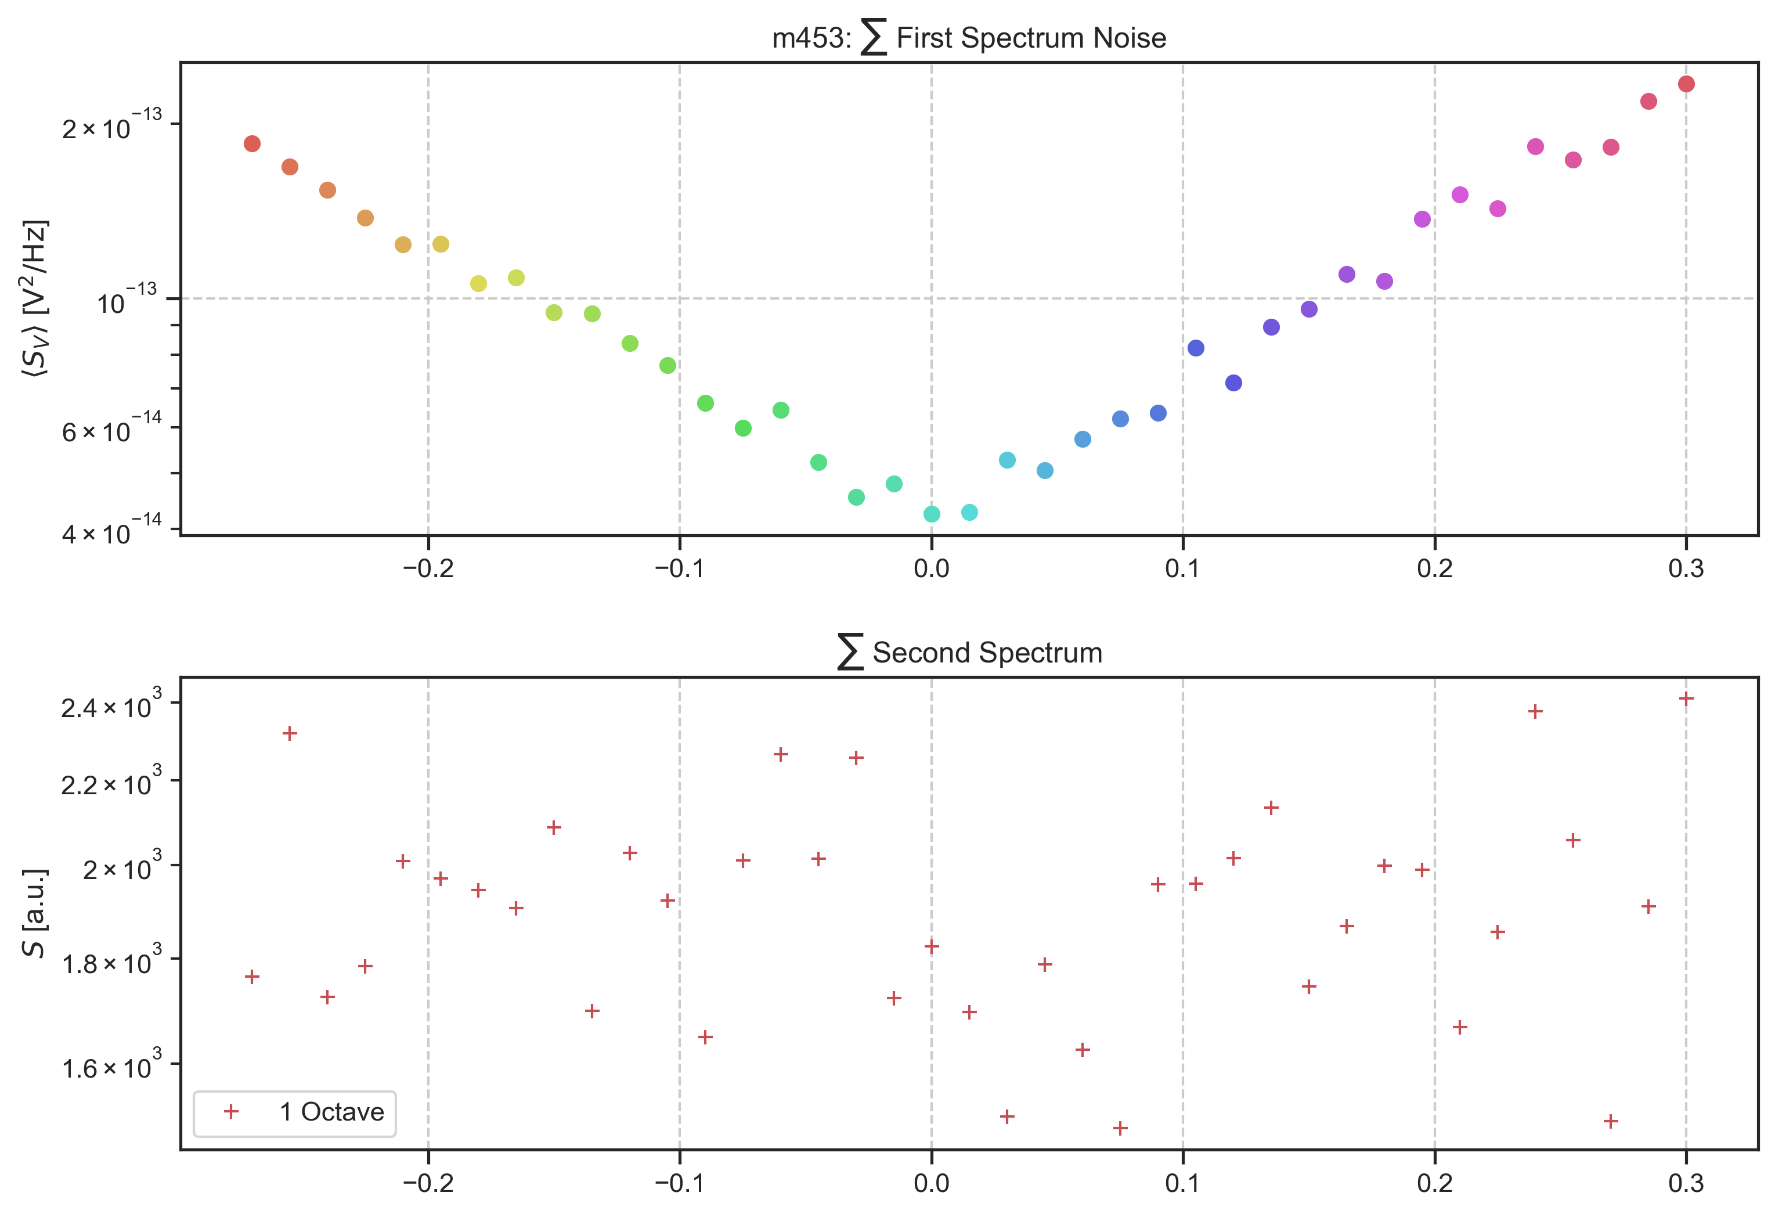 m453: ∑ First Spectrum Noise
⟨S_V⟩ [V²/Hz]
2 × 10⁻¹³
10⁻¹³
6 × 10⁻¹⁴
4 × 10⁻¹⁴
−0.2 −0.1 0.0 0.1 0.2 0.3
∑ Second Spectrum
S [a.u.]
2.4 × 10³
2.2 × 10³
2 × 10³
1.8 × 10³
1.6 × 10³
1 Octave
−0.2 −0.1 0.0 0.1 0.2 0.3